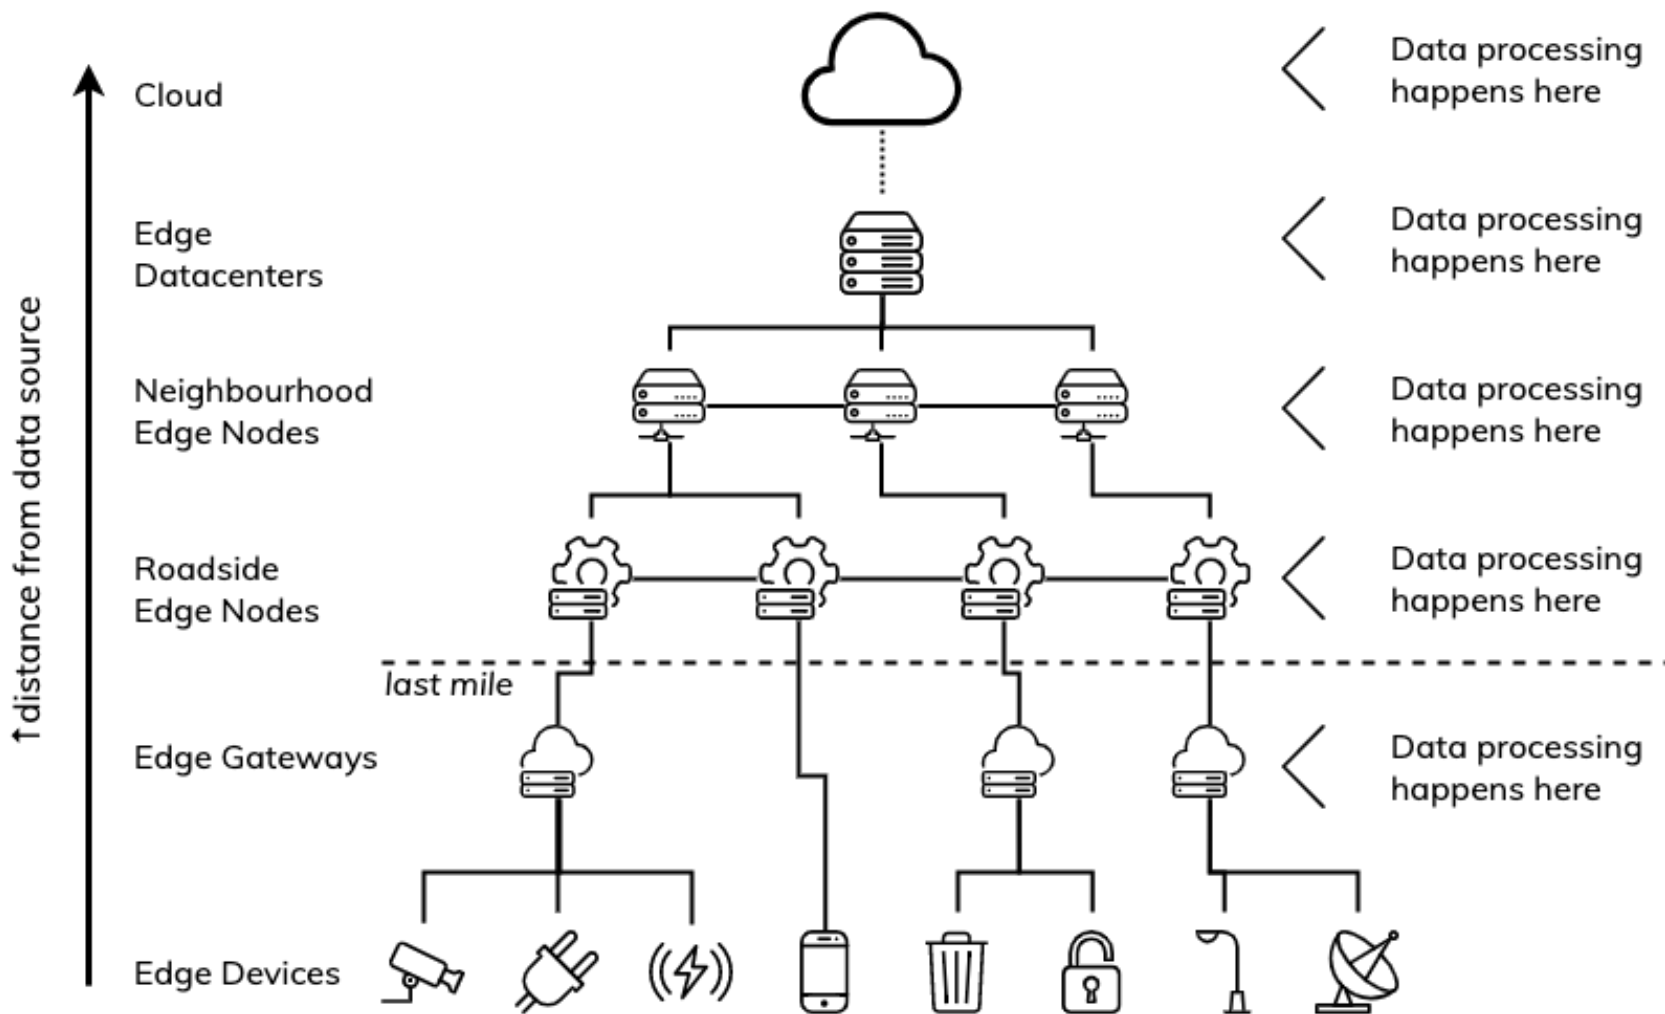 Cloud
Data processing
happens here
Edge
Datacenters
Data processing
happens here
Neighbourhood
Edge Nodes
Data processing
happens here
Roadside
Edge Nodes
Data processing
happens here
last mile
Edge Gateways
Data processing
happens here
Edge Devices
↑distance from data source